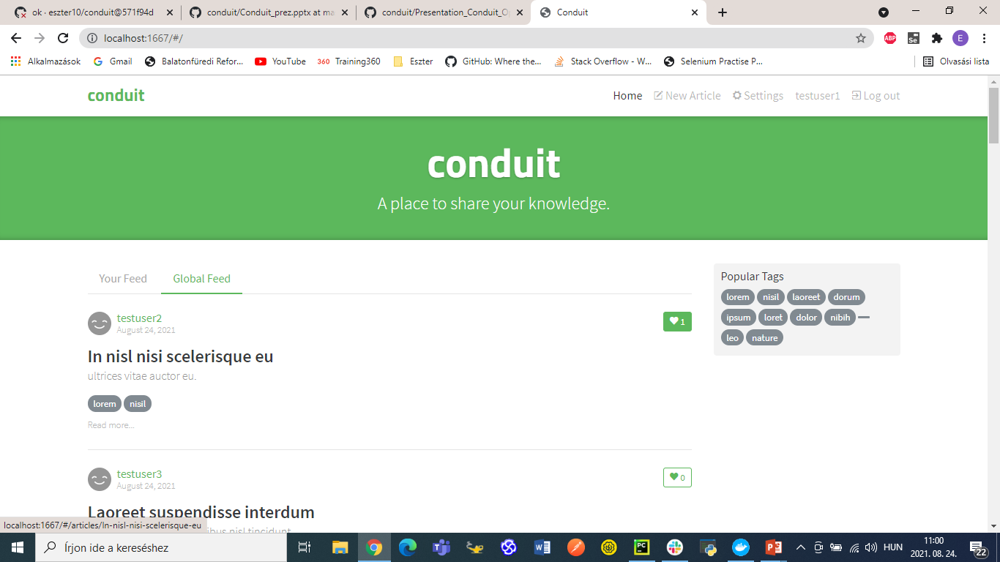 ok · eszter10/conduit@571f94d
conduit/Conduit_prez.pptx at ma
conduit/Presentation_Conduit_O
Conduit
localhost:1667/#/
ABP
Se
E
Alkalmazások
Gmail
Balatonfüredi Refor...
YouTube
360 Training360
Eszter
GitHub: Where the...
Stack Overflow - W...
Selenium Practise P...
Olvasási lista
conduit
Home
New Article
Settings
testuser1
Log out
conduit
A place to share your knowledge.
Your Feed
Global Feed
Popular Tags
lorem nisil laoreet dorum
ipsum loret dolor nibih
leo nature
testuser2
August 24, 2021
1
In nisl nisi scelerisque eu
ultrices vitae auctor eu.
lorem nisil
Read more...
testuser3
August 24, 2021
0
Laoreet suspendisse interdum
nisl tincidunt
localhost:1667/#/articles/In-nisl-nisi-scelerisque-eu
Írjon ide a kereséshez
PC
HUN
11:00
2021. 08. 24.
22